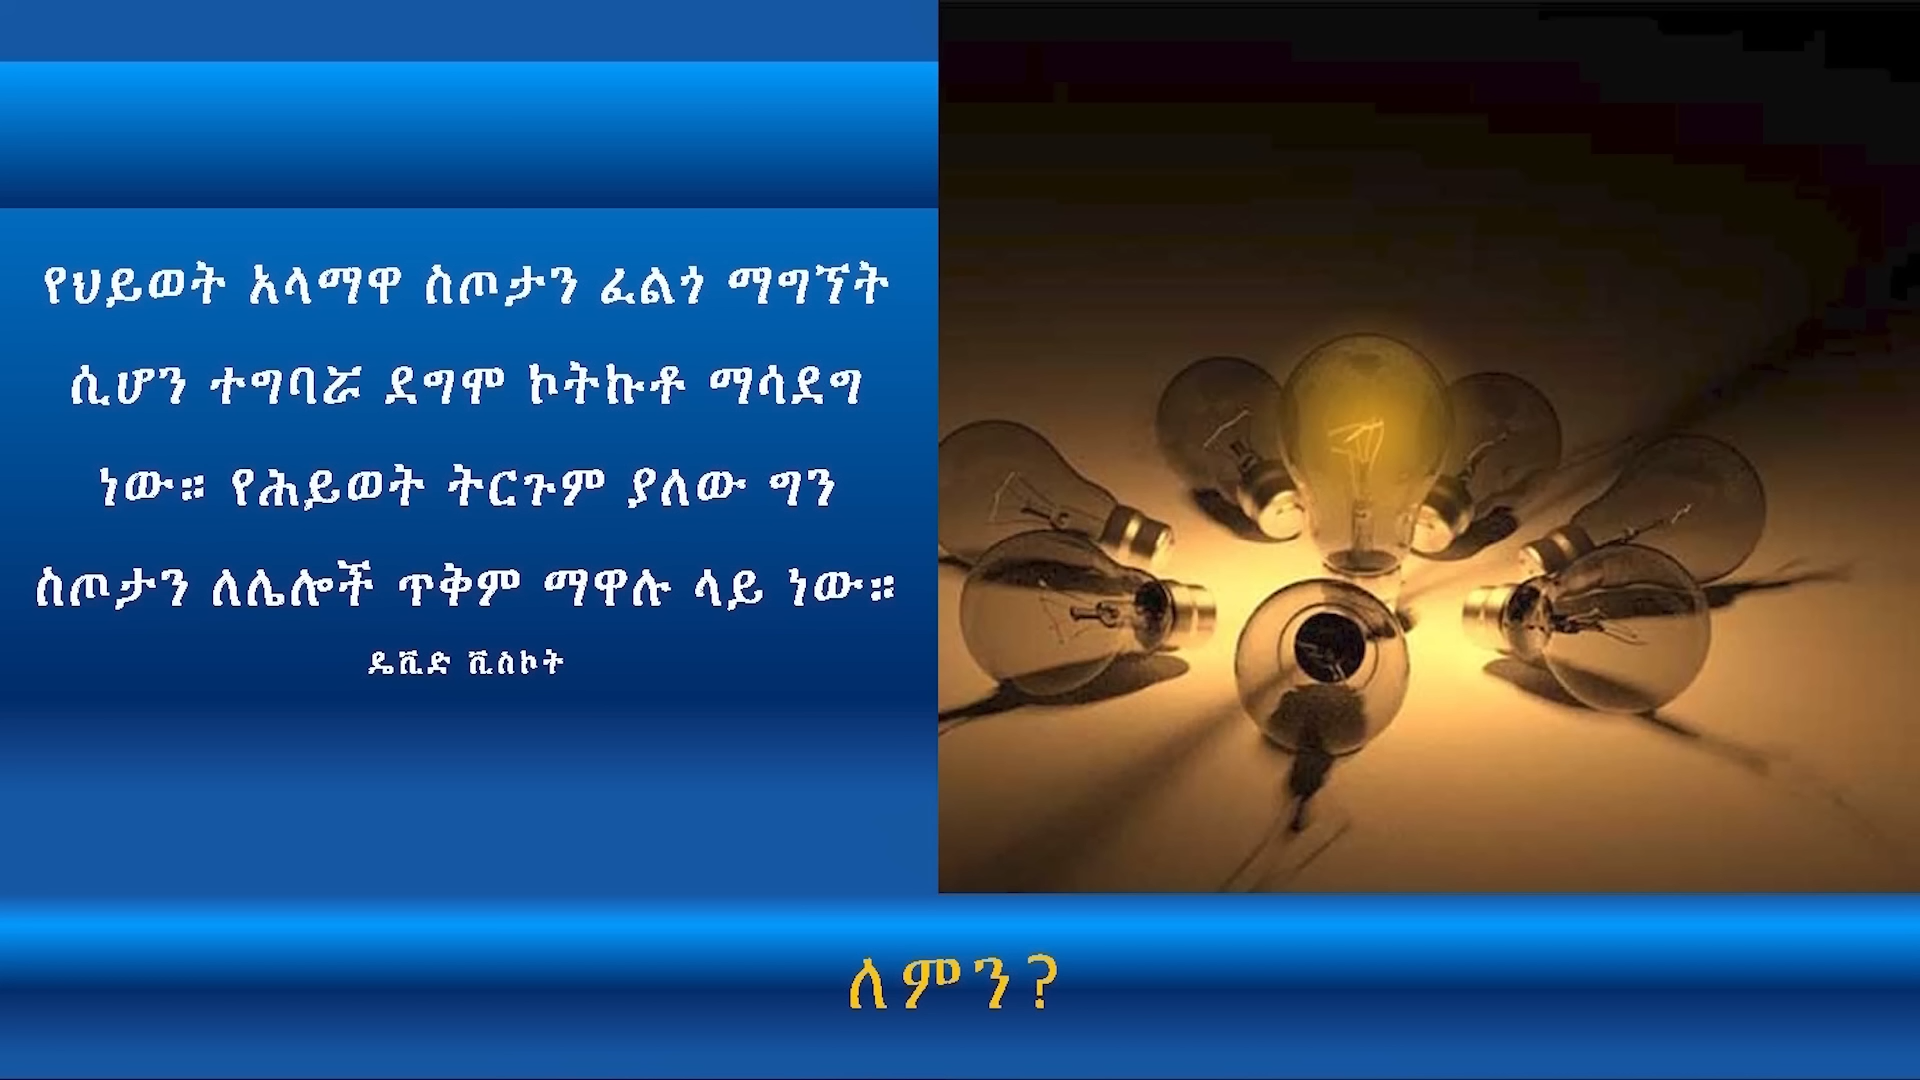 የህይወት አላማዋ ስጦታን ፈልጎ ማግኘት
ሲሆን ተግባሯ ደግሞ ኮትኩቶ ማሳደግ
ነው። የሕይወት ትርጉም ያለው ግን
ስጦታን ለሌሎች ጥቅም ማዋሉ ላይ ነው።
ዴቪድ ቪስኮት
ለምን?